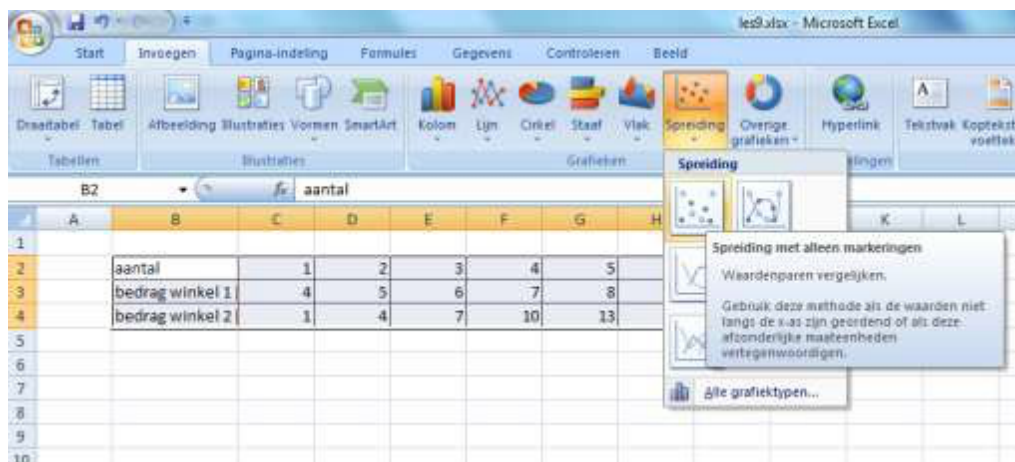 les9.xlsx - Microsoft Excel
Start Invoegen Pagina-indeling Formules Gegevens Controleren Beeld
Draaitabel Tabel Afbeelding Illustraties Vormen SmartArt Kolom Lijn Cirkel Staaf Vlak Spreiding Overige grafieken Hyperlink Tekstvak Koptekst voettek
Tabellen Illustraties Grafieken
B2 fx aantal
A B C D E F G H K L
1
2 aantal 1 2 3 4 5
3 bedrag winkel 1 4 5 6 7 8
4 bedrag winkel 2 1 4 7 10 13
5
6
7
8
9
10
Spreiding
Spreiding met alleen markeringen
Waardenparen vergelijken.
Gebruik deze methode als de waarden niet
langs de x-as zijn geordend of als deze
afzonderlijke maateenheden
vertegenwoordigen.
Alle grafiektypen...